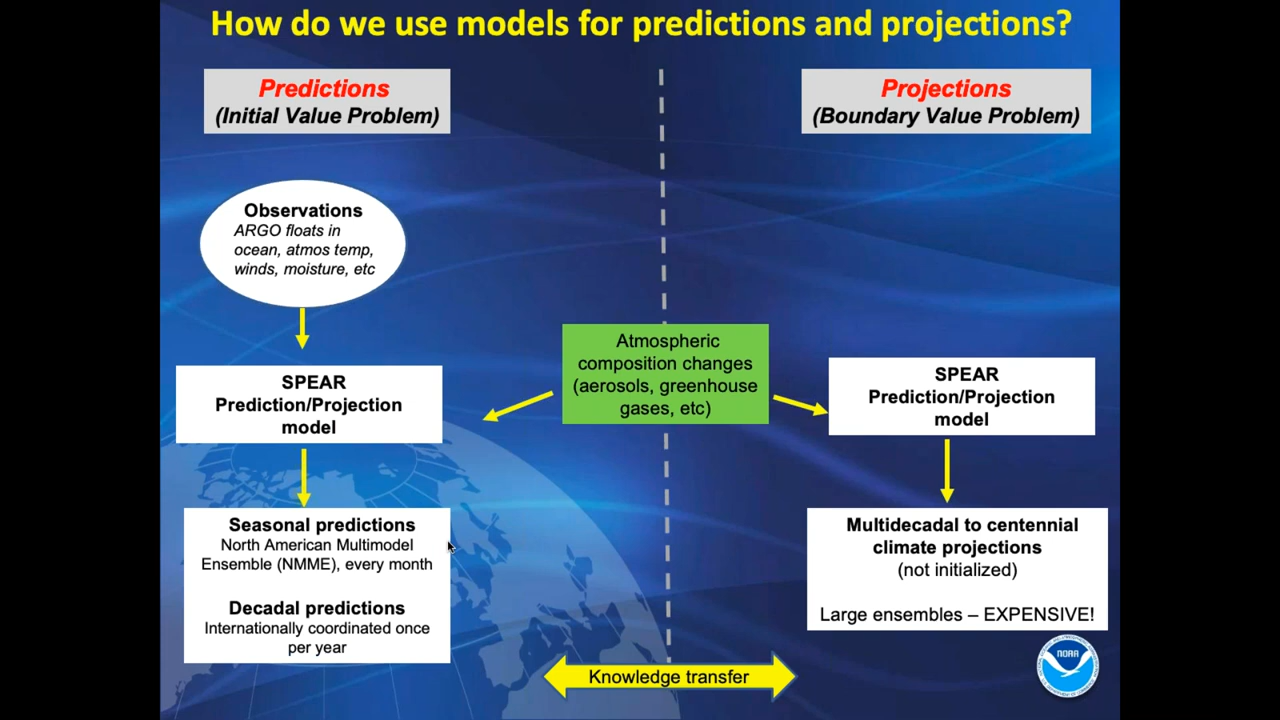 How do we use models for predictions and projections?
Predictions
(Initial Value Problem)
Projections
(Boundary Value Problem)
Observations
ARGO floats in
ocean, atmos temp,
winds, moisture, etc
Atmospheric
composition changes
(aerosols, greenhouse
gases, etc)
SPEAR
Prediction/Projection
model
SPEAR
Prediction/Projection
model
Seasonal predictions
North American Multimodel
Ensemble (NMME), every month
Decadal predictions
Internationally coordinated once
per year
Multidecadal to centennial
climate projections
(not initialized)
Large ensembles – EXPENSIVE!
Knowledge transfer
NOAA